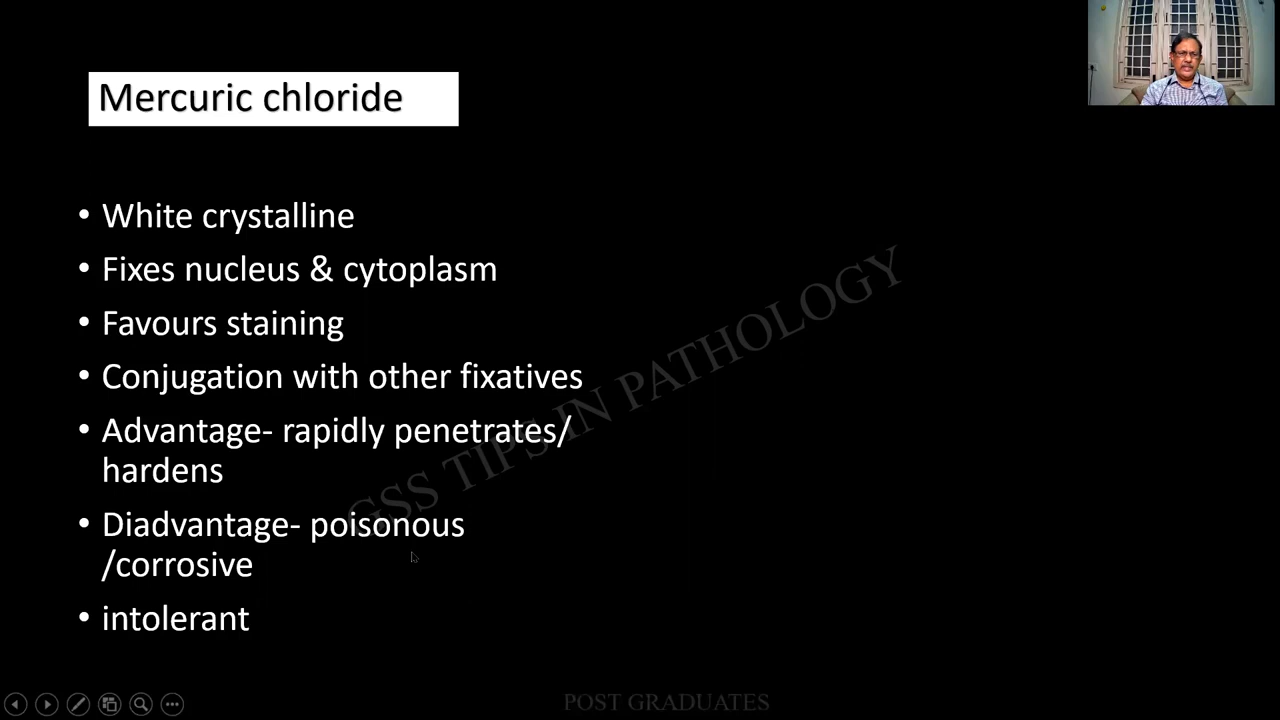 Mercuric chloride
• White crystalline
• Fixes nucleus & cytoplasm
• Favours staining
• Conjugation with other fixatives
• Advantage- rapidly penetrates/
hardens
• Diadvantage- poisonous
/corrosive
• intolerant
GSS TIPS IN PATHOLOGY
POST GRADUATES